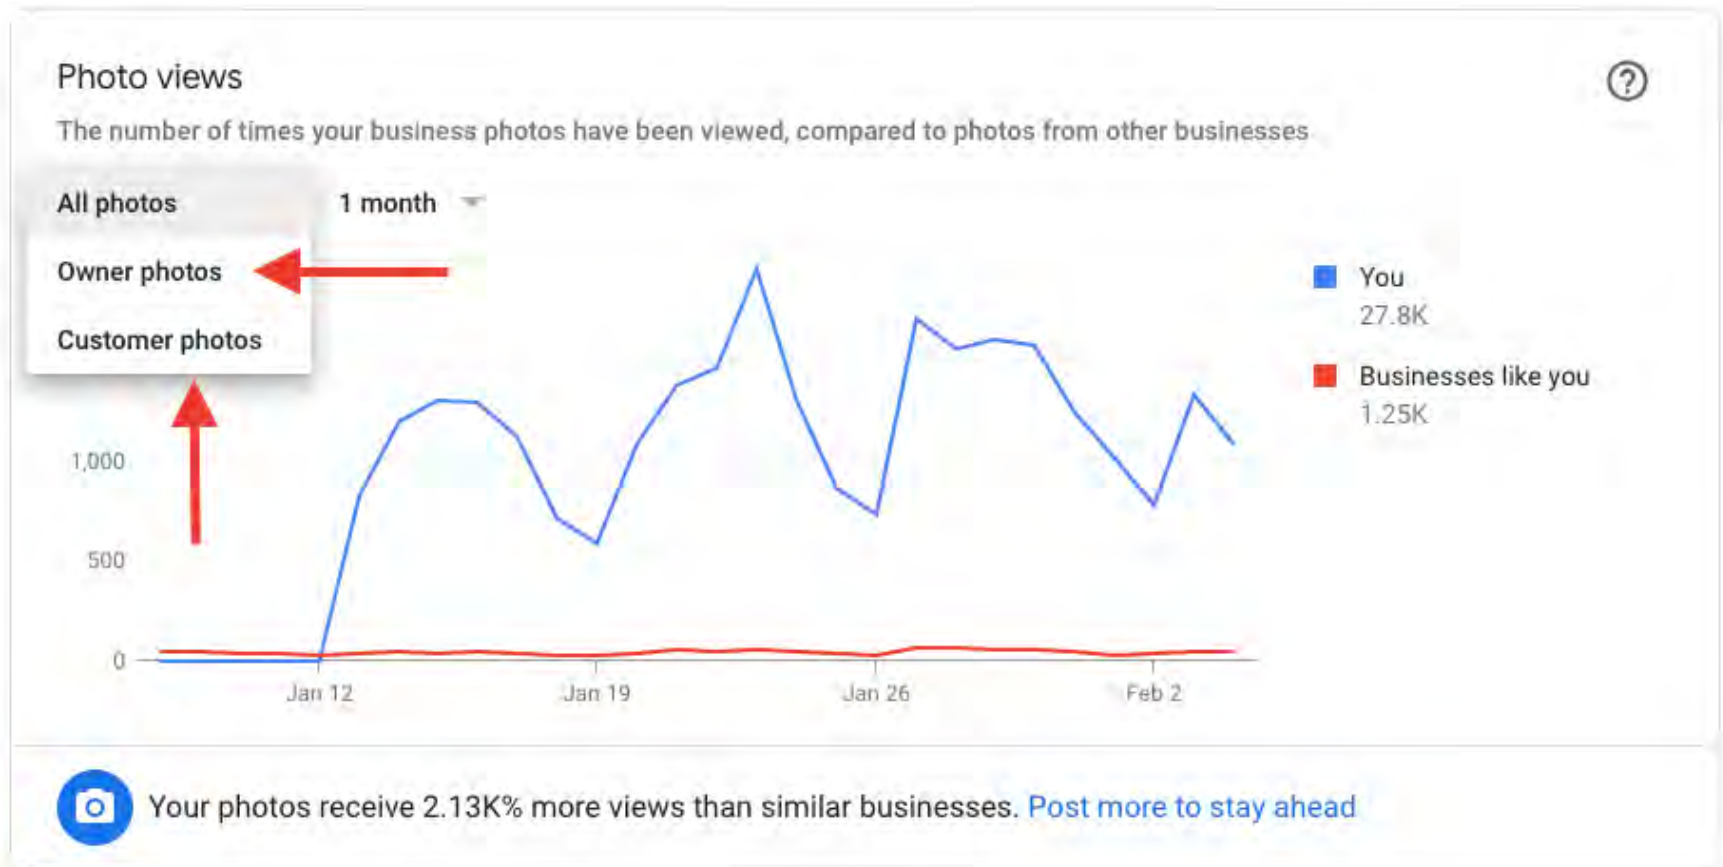 Photo views
The number of times your business photos have been viewed, compared to photos from other businesses
All photos
1 month
Owner photos
Customer photos
You
27.8K
Businesses like you
1.25K
1,000
500
0
Jan 12
Jan 19
Jan 26
Feb 2
Your photos receive 2.13K% more views than similar businesses. Post more to stay ahead